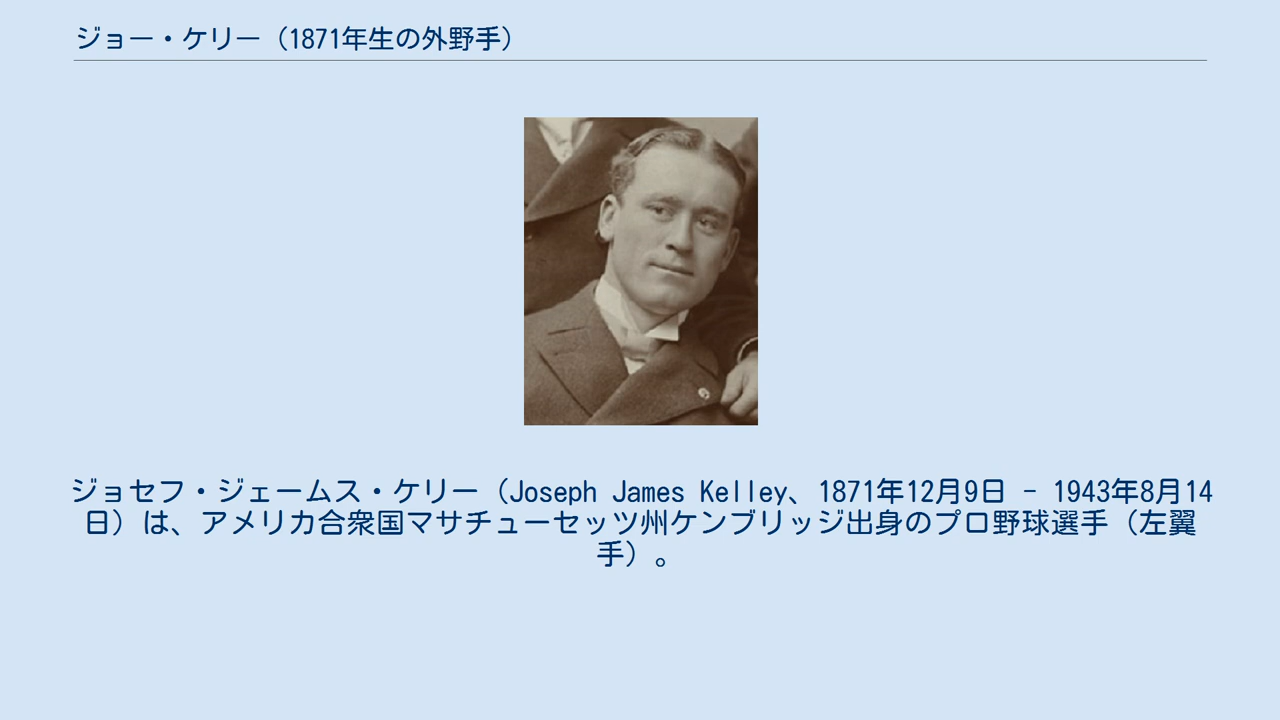 ジョー・ケリー（1871年生の外野手）
ジョセフ・ジェームス・ケリー（Joseph James Kelley、1871年12月9日 - 1943年8月14
日）は、アメリカ合衆国マサチューセッツ州ケンブリッジ出身のプロ野球選手（左翼
手）。